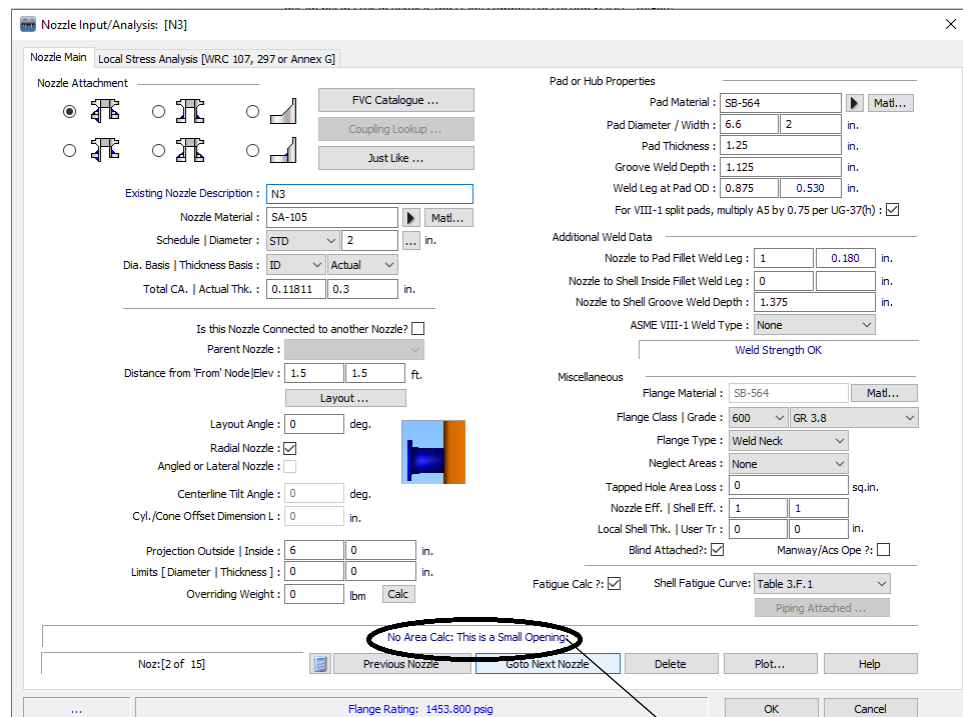 Nozzle Input/Analysis: [N3]
Nozzle Main Local Stress Analysis [WRC 107, 297 or Annex G]
Nozzle Attachment
FVC Catalogue ...
Coupling Lookup ...
Just Like ...
Existing Nozzle Description : N3
Nozzle Material : SA-105 Matl...
Schedule | Diameter : STD 2 ... in.
Dia. Basis | Thickness Basis : ID Actual
Total CA. | Actual Thk. : 0.11811 0.3 in.
Is this Nozzle Connected to another Nozzle?
Parent Nozzle :
Distance from 'From' Node|Elev : 1.5 1.5 ft.
Layout ...
Layout Angle : 0 deg.
Radial Nozzle :
Angled or Lateral Nozzle :
Centerline Tilt Angle : 0 deg.
Cyl./Cone Offset Dimension L : 0 in.
Projection Outside | Inside : 6 0 in.
Limits [ Diameter | Thickness ] : 0 0 in.
Overriding Weight : 0 lbm Calc
Pad or Hub Properties
Pad Material : SB-564 Matl...
Pad Diameter / Width : 6.6 2 in.
Pad Thickness : 1.25 in.
Groove Weld Depth : 1.125 in.
Weld Leg at Pad OD : 0.875 0.530 in.
For VIII-1 split pads, multiply A5 by 0.75 per UG-37(h) :
Additional Weld Data
Nozzle to Pad Fillet Weld Leg : 1 0.180 in.
Nozzle to Shell Inside Fillet Weld Leg : 0 in.
Nozzle to Shell Groove Weld Depth : 1.375 in.
ASME VIII-1 Weld Type : None
Weld Strength OK
Miscellaneous
Flange Material : SB-564 Matl...
Flange Class | Grade : 600 GR 3.8
Flange Type : Weld Neck
Neglect Areas : None
Tapped Hole Area Loss : 0 sq.in.
Nozzle Eff. | Shell Eff. : 1 1
Local Shell Thk. | User Tr : 0 0 in.
Blind Attached?: Manway/Acs Ope ?:
Fatigue Calc ?: Shell Fatigue Curve: Table 3.F.1
Piping Attached ...
No Area Calc: This is a Small Opening.
Noz:[2 of 15] Previous Nozzle Goto Next Nozzle Delete Plot... Help
... Flange Rating: 1453.800 psig OK Cancel